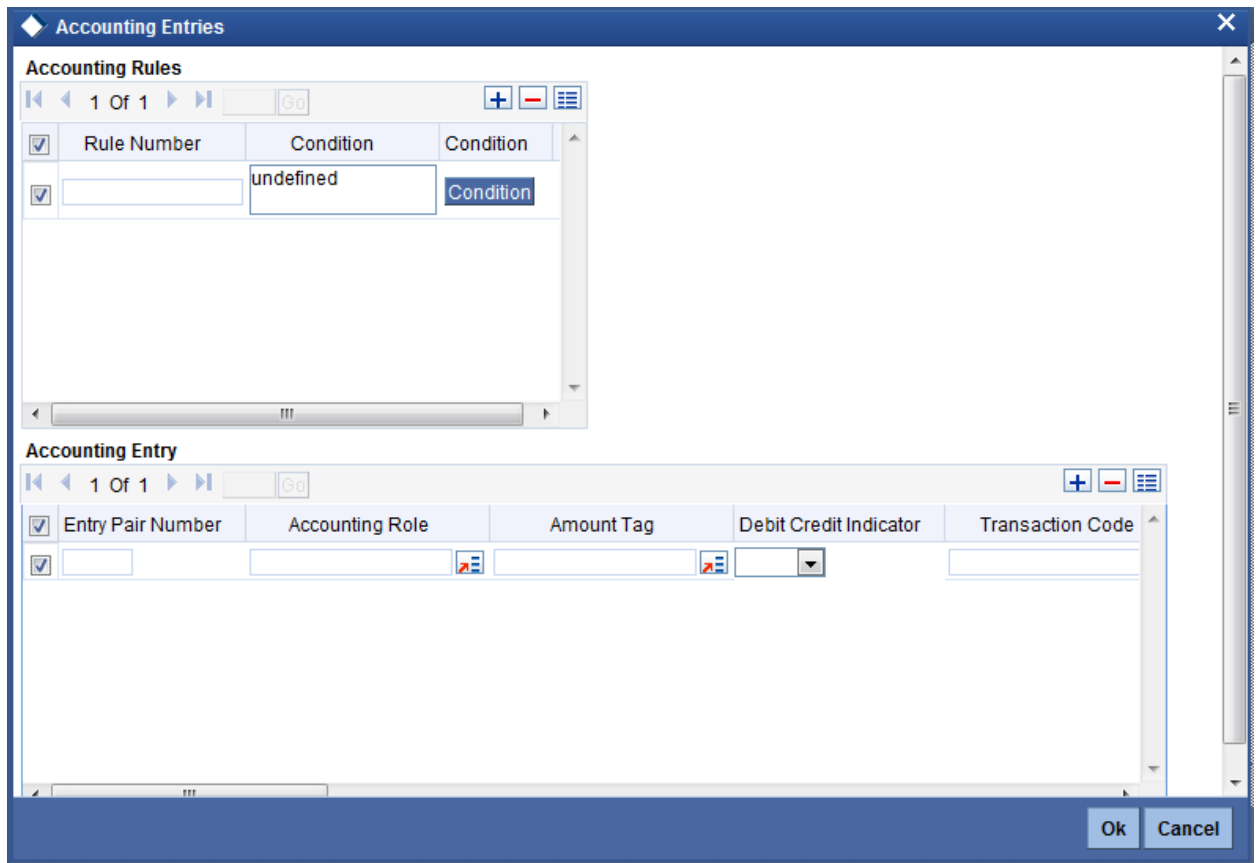 Accounting Entries
Accounting Rules
1 Of 1 Go
Rule Number Condition Condition
undefined
Condition
Accounting Entry
1 Of 1 Go
Entry Pair Number Accounting Role Amount Tag Debit Credit Indicator Transaction Code
Ok Cancel